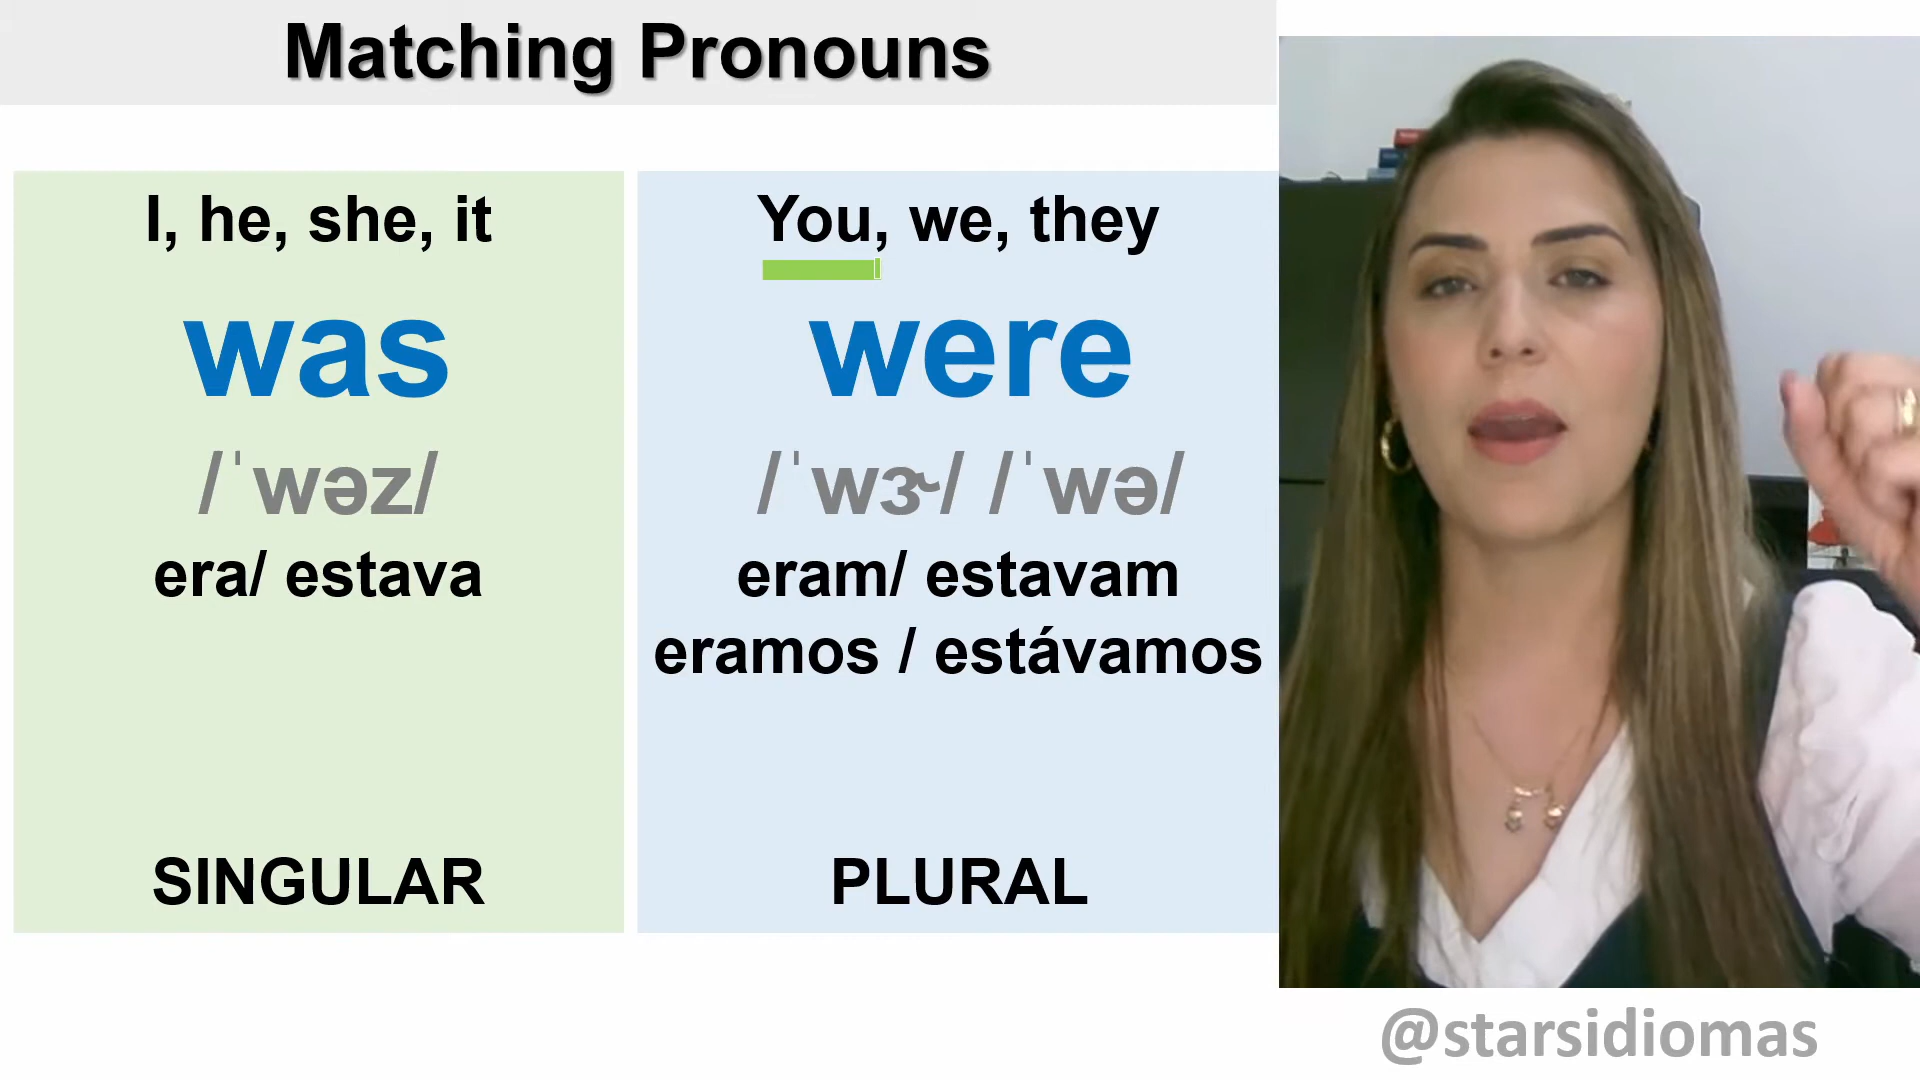 Matching Pronouns
I, he, she, it
was
/ˈwəz/
era/ estava
SINGULAR
You, we, they
were
/ˈwɝ/ /ˈwə/
eram/ estavam
eramos / estávamos
PLURAL
@starsidiomas